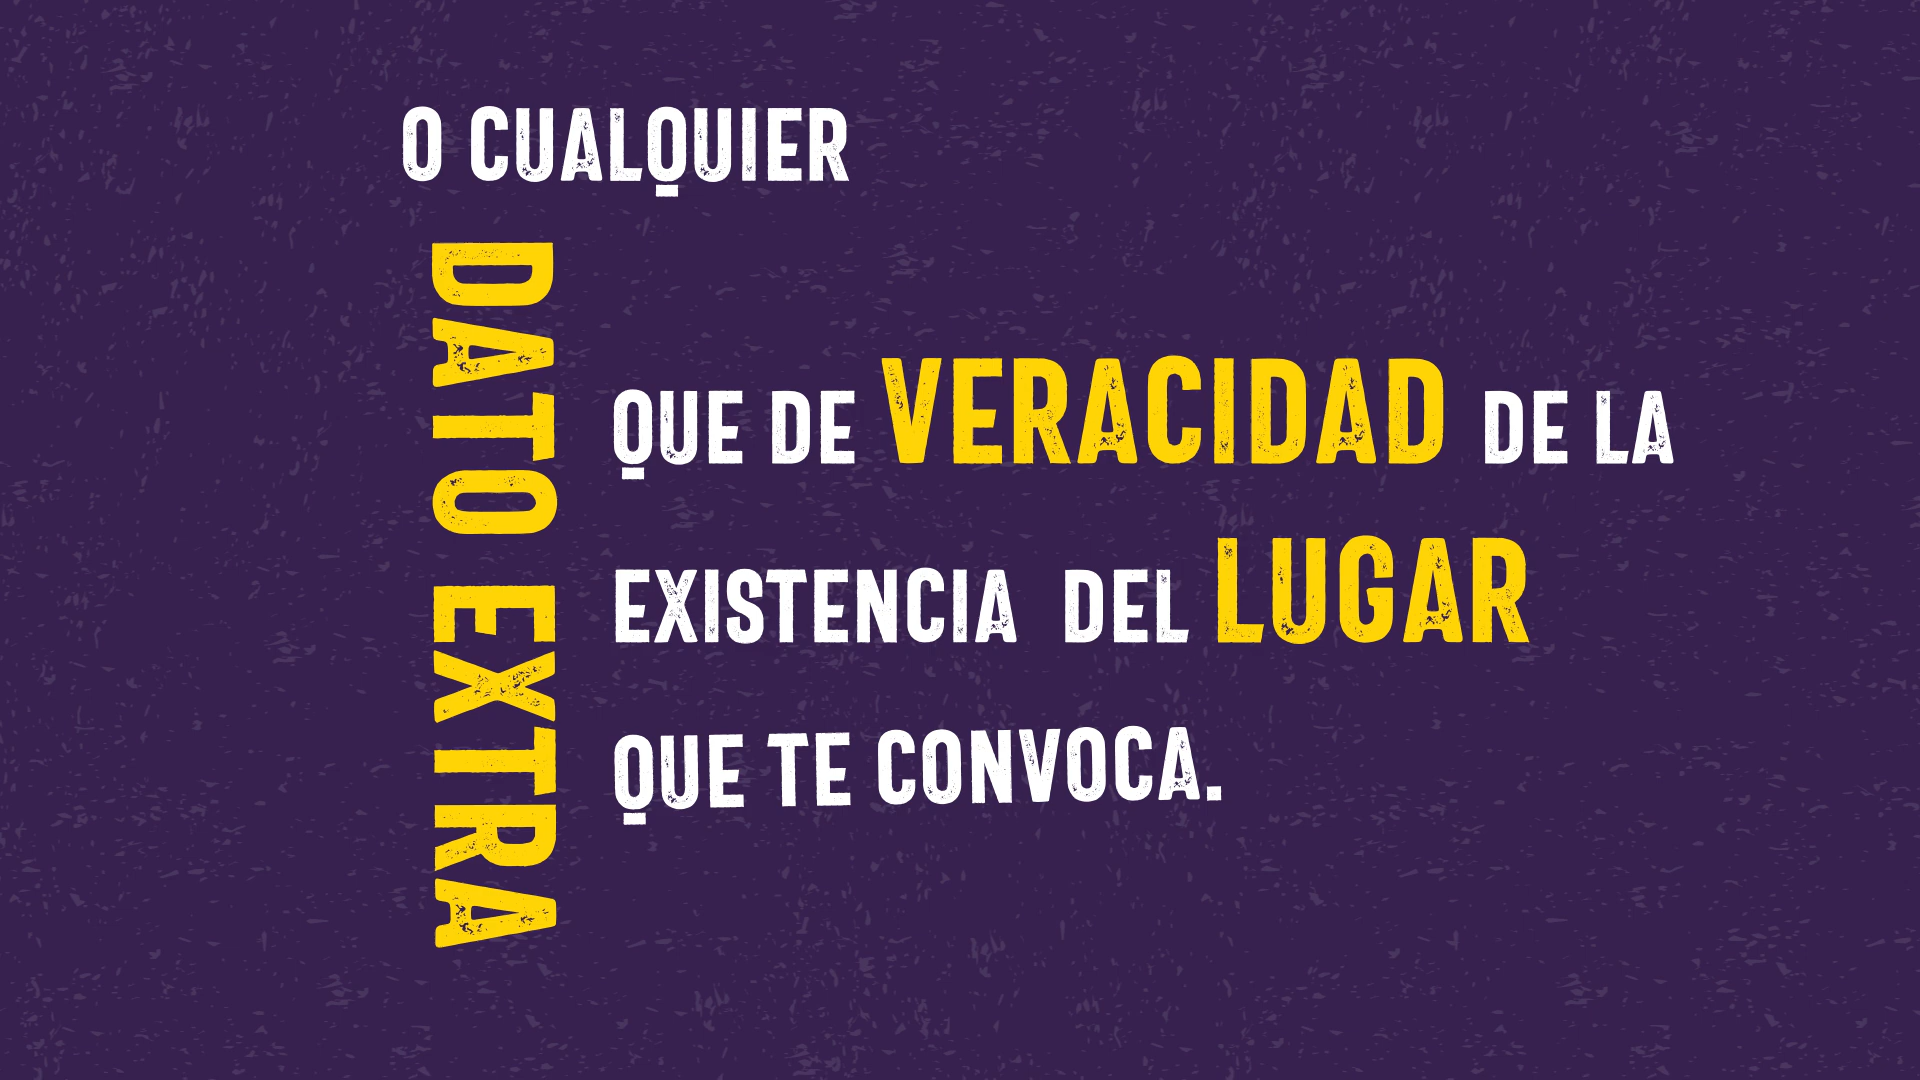 O CUALQUIER
DATO EXTRA
QUE DE VERACIDAD DE LA
EXISTENCIA DEL LUGAR
QUE TE CONVOCA.